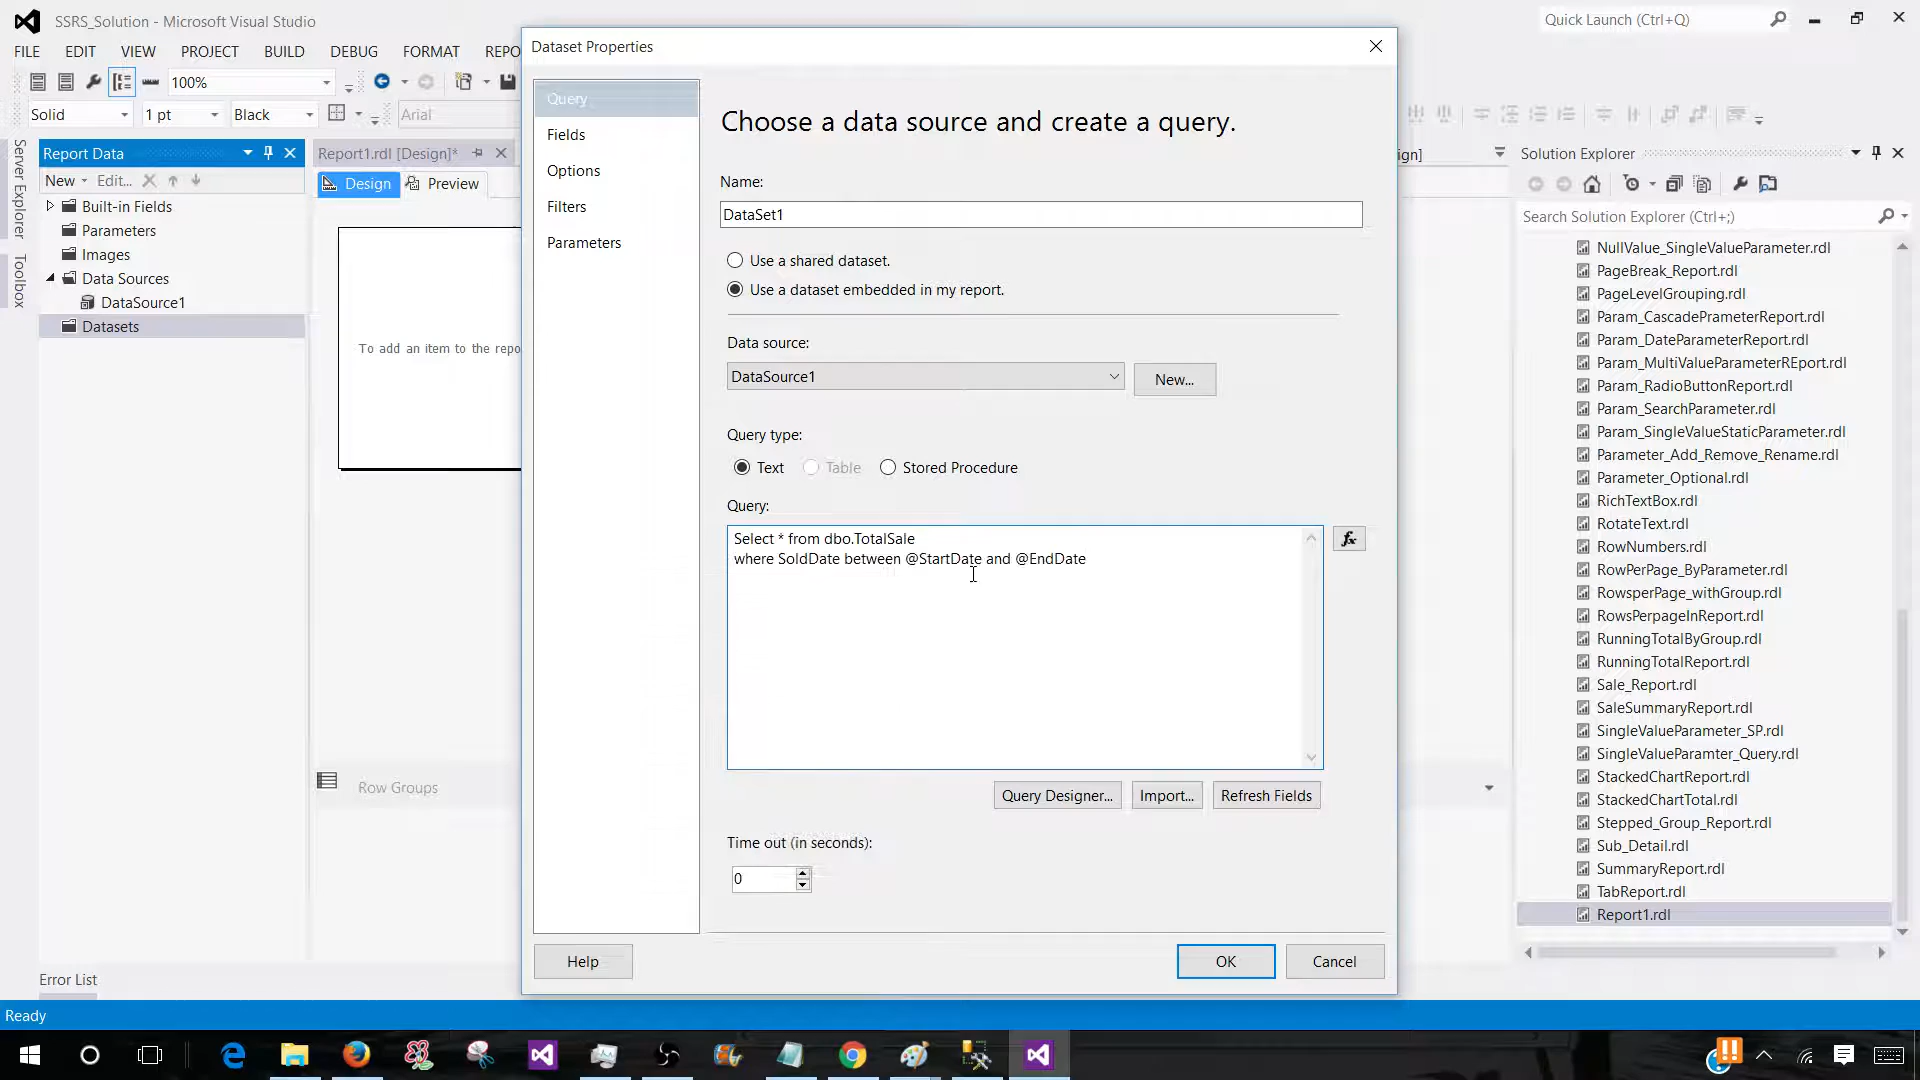 SSRS_Solution - Microsoft Visual Studio
Quick Launch (Ctrl+Q)
FILE EDIT VIEW PROJECT BUILD DEBUG FORMAT REPO
100%
Solid 1 pt Black Arial
Server Explorer
Toolbox
Report Data
New Edit...
Built-in Fields
Parameters
Images
Data Sources
DataSource1
Datasets
Report1.rdl [Design]*
Design Preview
To add an item to the repo
Row Groups
Error List
Ready
Dataset Properties
Query
Fields
Options
Filters
Parameters
Choose a data source and create a query.
Name:
DataSet1
Use a shared dataset.
Use a dataset embedded in my report.
Data source:
DataSource1
New...
Query type:
Text Table Stored Procedure
Query:
Select * from dbo.TotalSale
where SoldDate between @StartDate and @EndDate
fx
Query Designer... Import... Refresh Fields
Time out (in seconds):
0
Help OK Cancel
ign]
Solution Explorer
Search Solution Explorer (Ctrl+;)
NullValue_SingleValueParameter.rdl
PageBreak_Report.rdl
PageLevelGrouping.rdl
Param_CascadePrameterReport.rdl
Param_DateParameterReport.rdl
Param_MultiValueParameterREport.rdl
Param_RadioButtonReport.rdl
Param_SearchParameter.rdl
Param_SingleValueStaticParameter.rdl
Parameter_Add_Remove_Rename.rdl
Parameter_Optional.rdl
RichTextBox.rdl
RotateText.rdl
RowNumbers.rdl
RowPerPage_ByParameter.rdl
RowsperPage_withGroup.rdl
RowsPerpageInReport.rdl
RunningTotalByGroup.rdl
RunningTotalReport.rdl
Sale_Report.rdl
SaleSummaryReport.rdl
SingleValueParameter_SP.rdl
SingleValueParamter_Query.rdl
StackedChartReport.rdl
StackedChartTotal.rdl
Stepped_Group_Report.rdl
Sub_Detail.rdl
SummaryReport.rdl
TabReport.rdl
Report1.rdl